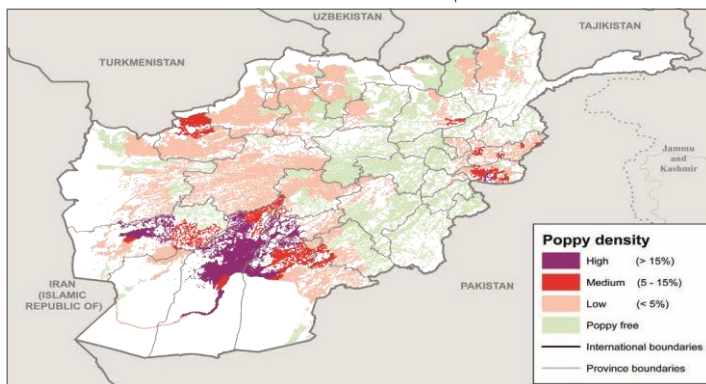 UZBEKISTAN
TAJIKISTAN
TURKMENISTAN
Jammu
and
Kashmir
IRAN
(ISLAMIC
REPUBLIC OF)
PAKISTAN
Poppy density
High (> 15%)
Medium (5 - 15%)
Low (< 5%)
Poppy free
International boundaries
Province boundaries